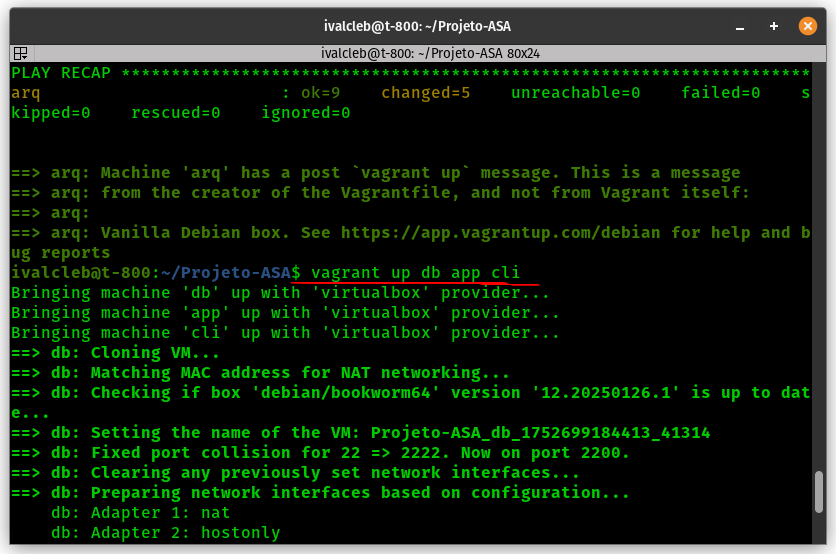 ivalcleb@t-800: ~/Projeto-ASA
ivalcleb@t-800: ~/Projeto-ASA 80x24
PLAY RECAP *********************************************************************
arq                        : ok=9    changed=5    unreachable=0    failed=0    s
kipped=0    rescued=0    ignored=0
==> arq: Machine 'arq' has a post `vagrant up` message. This is a message
==> arq: from the creator of the Vagrantfile, and not from Vagrant itself:
==> arq:
==> arq: Vanilla Debian box. See https://app.vagrantup.com/debian for help and b
ug reports
ivalcleb@t-800:~/Projeto-ASA$ vagrant up db app cli
Bringing machine 'db' up with 'virtualbox' provider...
Bringing machine 'app' up with 'virtualbox' provider...
Bringing machine 'cli' up with 'virtualbox' provider...
==> db: Cloning VM...
==> db: Matching MAC address for NAT networking...
==> db: Checking if box 'debian/bookworm64' version '12.20250126.1' is up to dat
e...
==> db: Setting the name of the VM: Projeto-ASA_db_1752699184413_41314
==> db: Fixed port collision for 22 => 2222. Now on port 2200.
==> db: Clearing any previously set network interfaces...
==> db: Preparing network interfaces based on configuration...
    db: Adapter 1: nat
    db: Adapter 2: hostonly